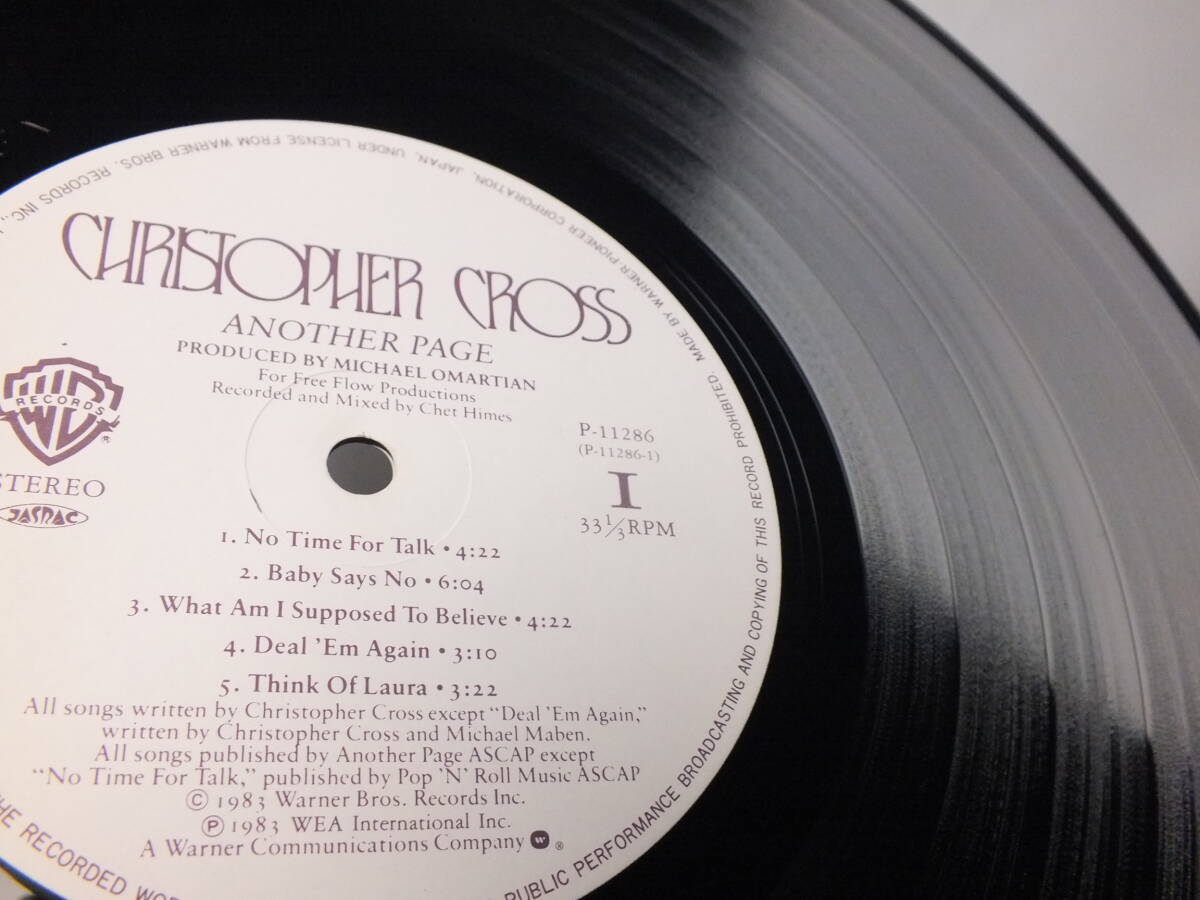 CHRISTOPHER CROSS
ANOTHER PAGE
PRODUCED BY MICHAEL OMARTIAN
For Free Flow Productions
Recorded and Mixed by Chet Himes
WB
RECORDS
®
STEREO
JASRAC
P-11286
(P-11286-1)
I
33 1/3 RPM
1. No Time For Talk • 4:22
2. Baby Says No • 6:04
3. What Am I Supposed To Believe • 4:22
4. Deal 'Em Again • 3:10
5. Think Of Laura • 3:22
All songs written by Christopher Cross except "Deal 'Em Again,"
written by Christopher Cross and Michael Maben.
All songs published by Another Page ASCAP except
"No Time For Talk," published by Pop 'N' Roll Music ASCAP
© 1983 Warner Bros. Records Inc.
℗ 1983 WEA International Inc.
A Warner Communications Company W ®
MADE BY WARNER-PIONEER CORPORATION, JAPAN, UNDER LICENSE FROM WARNER BROS. RECORDS INC.,
THE RECORDED
PUBLIC PERFORMANCE BROADCASTING AND COPYING OF THIS RECORD PROHIBITED.